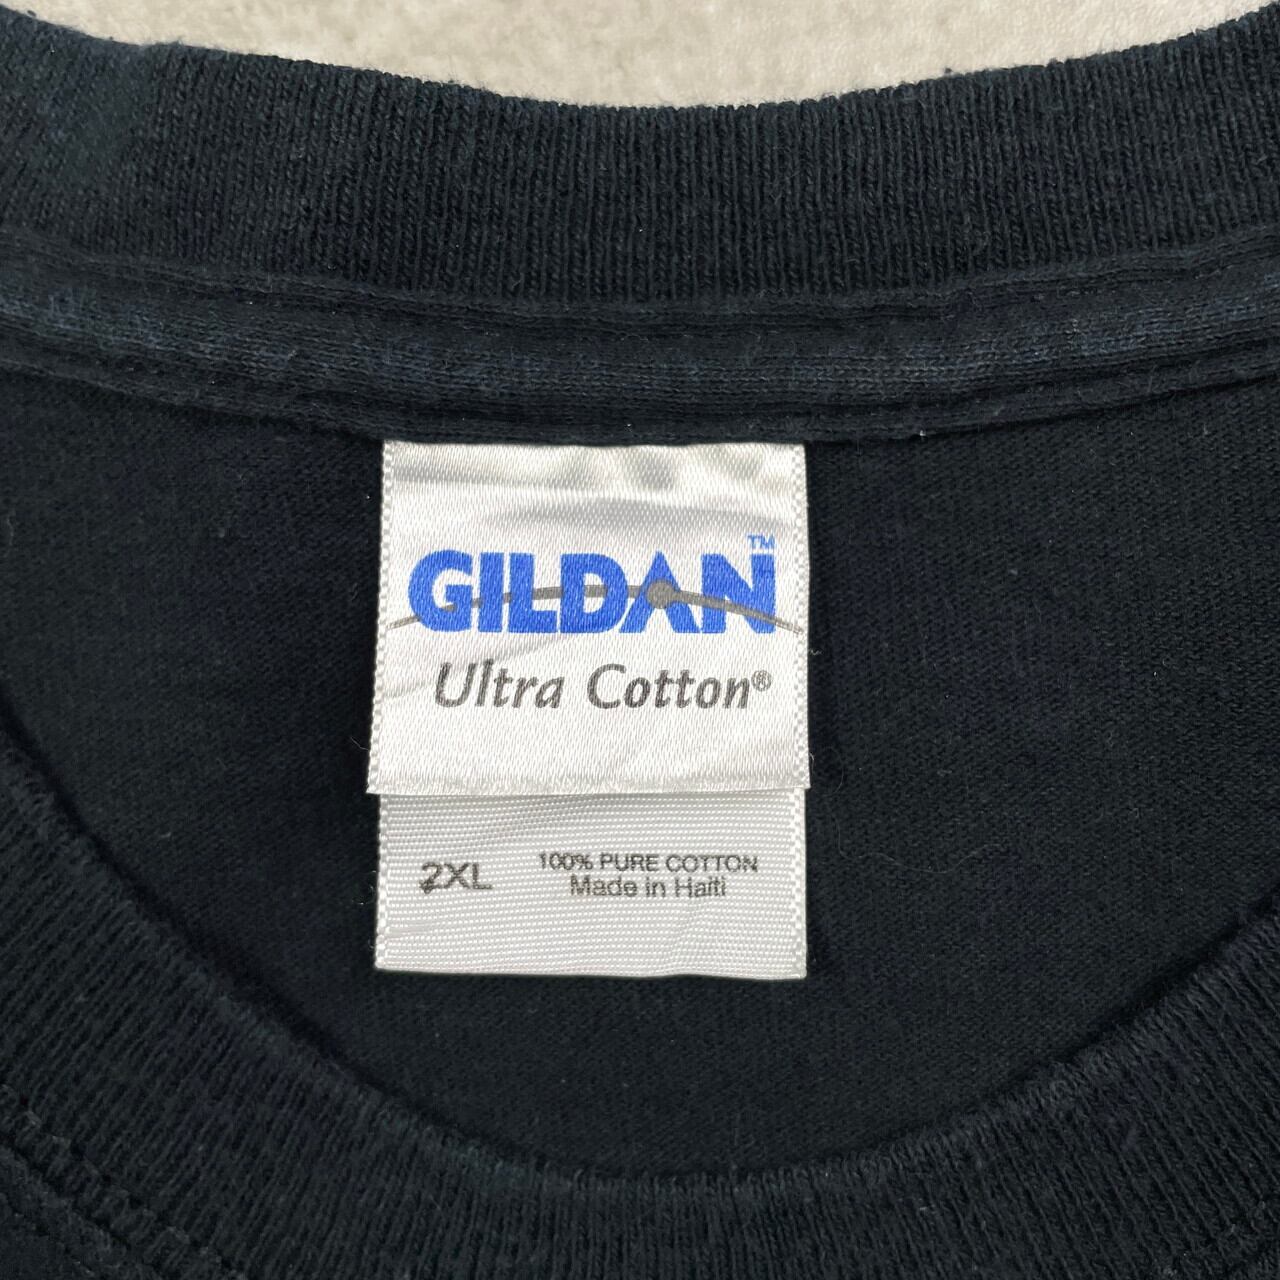 GILDAN™
Ultra Cotton®
2XL
100% PURE COTTON
Made in Haiti